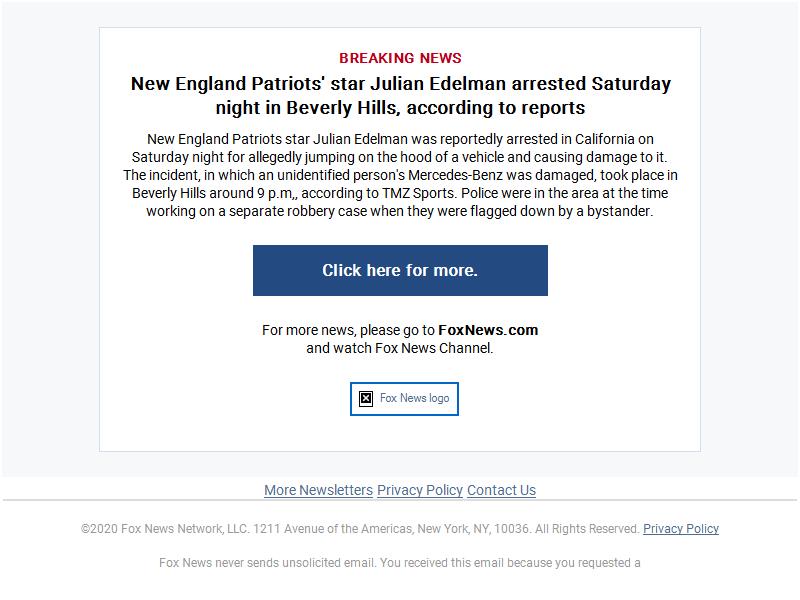 BREAKING NEWS
New England Patriots' star Julian Edelman arrested Saturday
night in Beverly Hills, according to reports
New England Patriots star Julian Edelman was reportedly arrested in California on
Saturday night for allegedly jumping on the hood of a vehicle and causing damage to it.
The incident, in which an unidentified person's Mercedes-Benz was damaged, took place in
Beverly Hills around 9 p.m,, according to TMZ Sports. Police were in the area at the time
working on a separate robbery case when they were flagged down by a bystander.
Click here for more.
For more news, please go to FoxNews.com
and watch Fox News Channel.
Fox News logo
More Newsletters Privacy Policy Contact Us
©2020 Fox News Network, LLC. 1211 Avenue of the Americas, New York, NY, 10036. All Rights Reserved. Privacy Policy
Fox News never sends unsolicited email. You received this email because you requested a